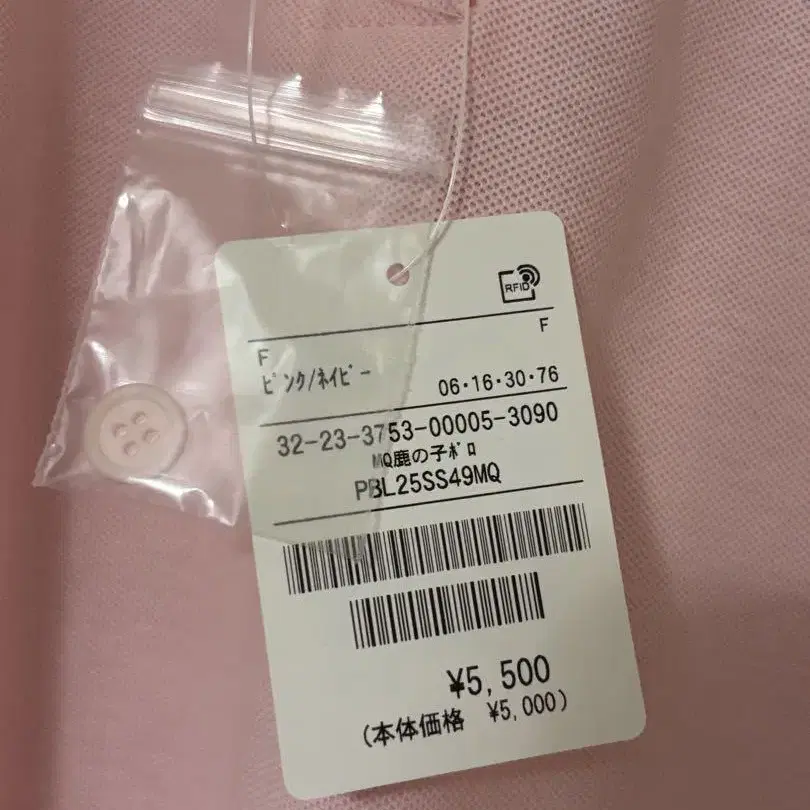 RFID
F
F
ﾋﾟﾝｸ/ﾈｲﾋﾞｰ 06・16・30・76
32-23-3753-00005-3090
MQ鹿の子ﾎﾟﾛ
PBL25SS49MQ
¥5,500
(本体価格 ¥5,000)